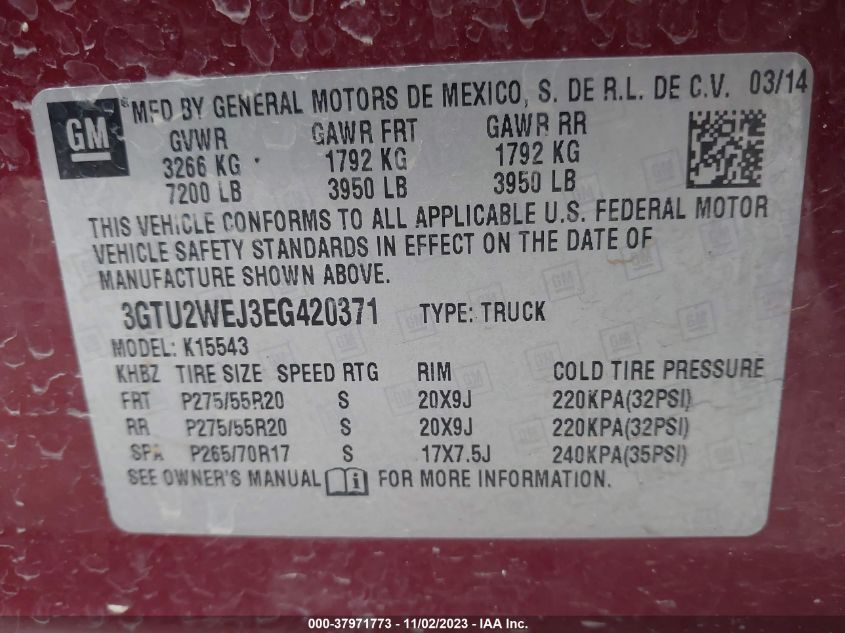 GM
® MFD BY GENERAL MOTORS DE MEXICO, S. DE R.L. DE C.V. 03/14
GVWR GAWR FRT GAWR RR
3266 KG 1792 KG 1792 KG
7200 LB 3950 LB 3950 LB
THIS VEHICLE CONFORMS TO ALL APPLICABLE U.S. FEDERAL MOTOR
VEHICLE SAFETY STANDARDS IN EFFECT ON THE DATE OF
MANUFACTURE SHOWN ABOVE.
3GTU2WEJ3EG420371 TYPE: TRUCK
MODEL: K15543
KHBZ TIRE SIZE SPEED RTG RIM COLD TIRE PRESSURE
FRT P275/55R20 S 20X9J 220KPA(32PSI)
RR P275/55R20 S 20X9J 220KPA(32PSI)
SPA P265/70R17 S 17X7.5J 240KPA(35PSI)
SEE OWNER'S MANUAL FOR MORE INFORMATION.
000-37971773 - 11/02/2023 - IAA Inc.